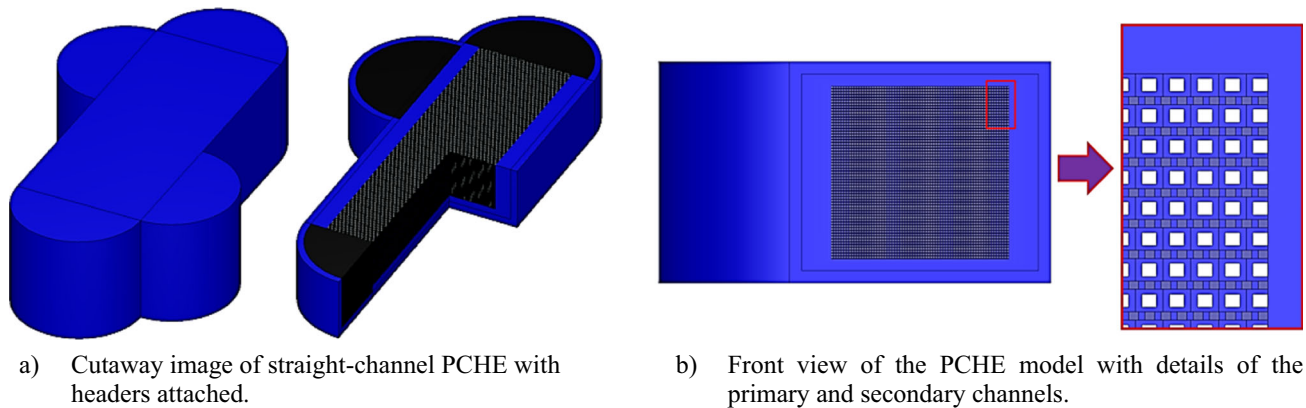 a) Cutaway image of straight-channel PCHE with
headers attached.
b) Front view of the PCHE model with details of the
primary and secondary channels.